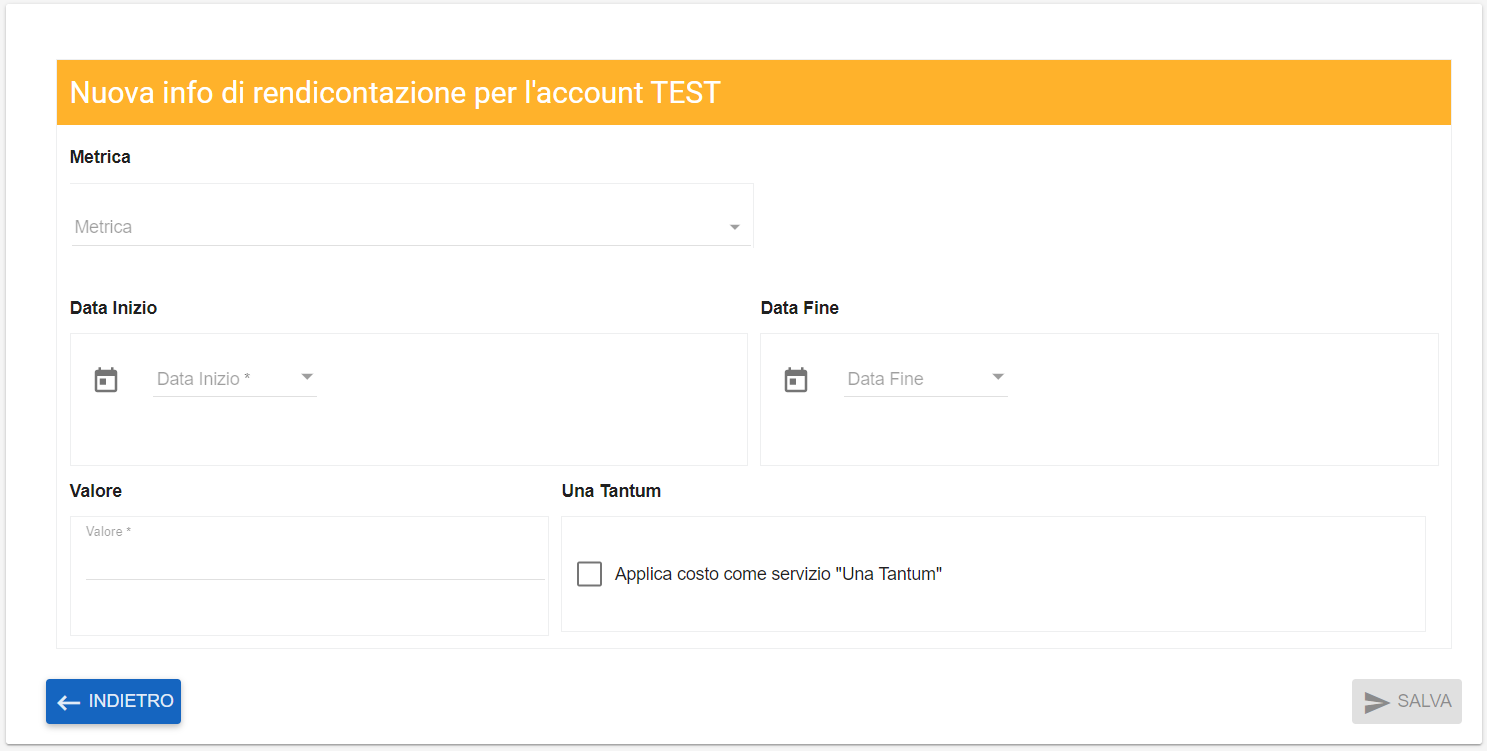 Nuova info di rendicontazione per l'account TEST
Metrica
Metrica
Data Inizio
Data Fine
Data Inizio *
Data Fine
Valore
Una Tantum
Valore *
Applica costo come servizio "Una Tantum"
INDIETRO
SALVA